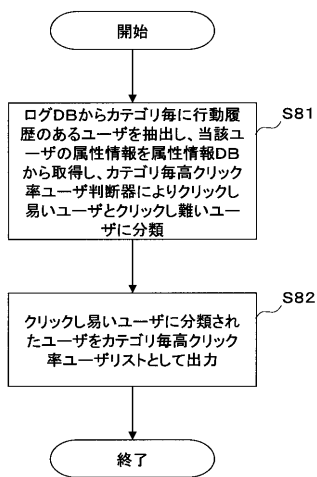 開始
S81
ログDBからカテゴリ毎に行動履
歴のあるユーザを抽出し、当該ユ
ーザの属性情報を属性情報DB
から取得し、カテゴリ毎高クリック
率ユーザ判断器によりクリックし
易いユーザとクリックし難いユー
ザに分類
S82
クリックし易いユーザに分類され
たユーザをカテゴリ毎高クリック
率ユーザリストとして出力
終了